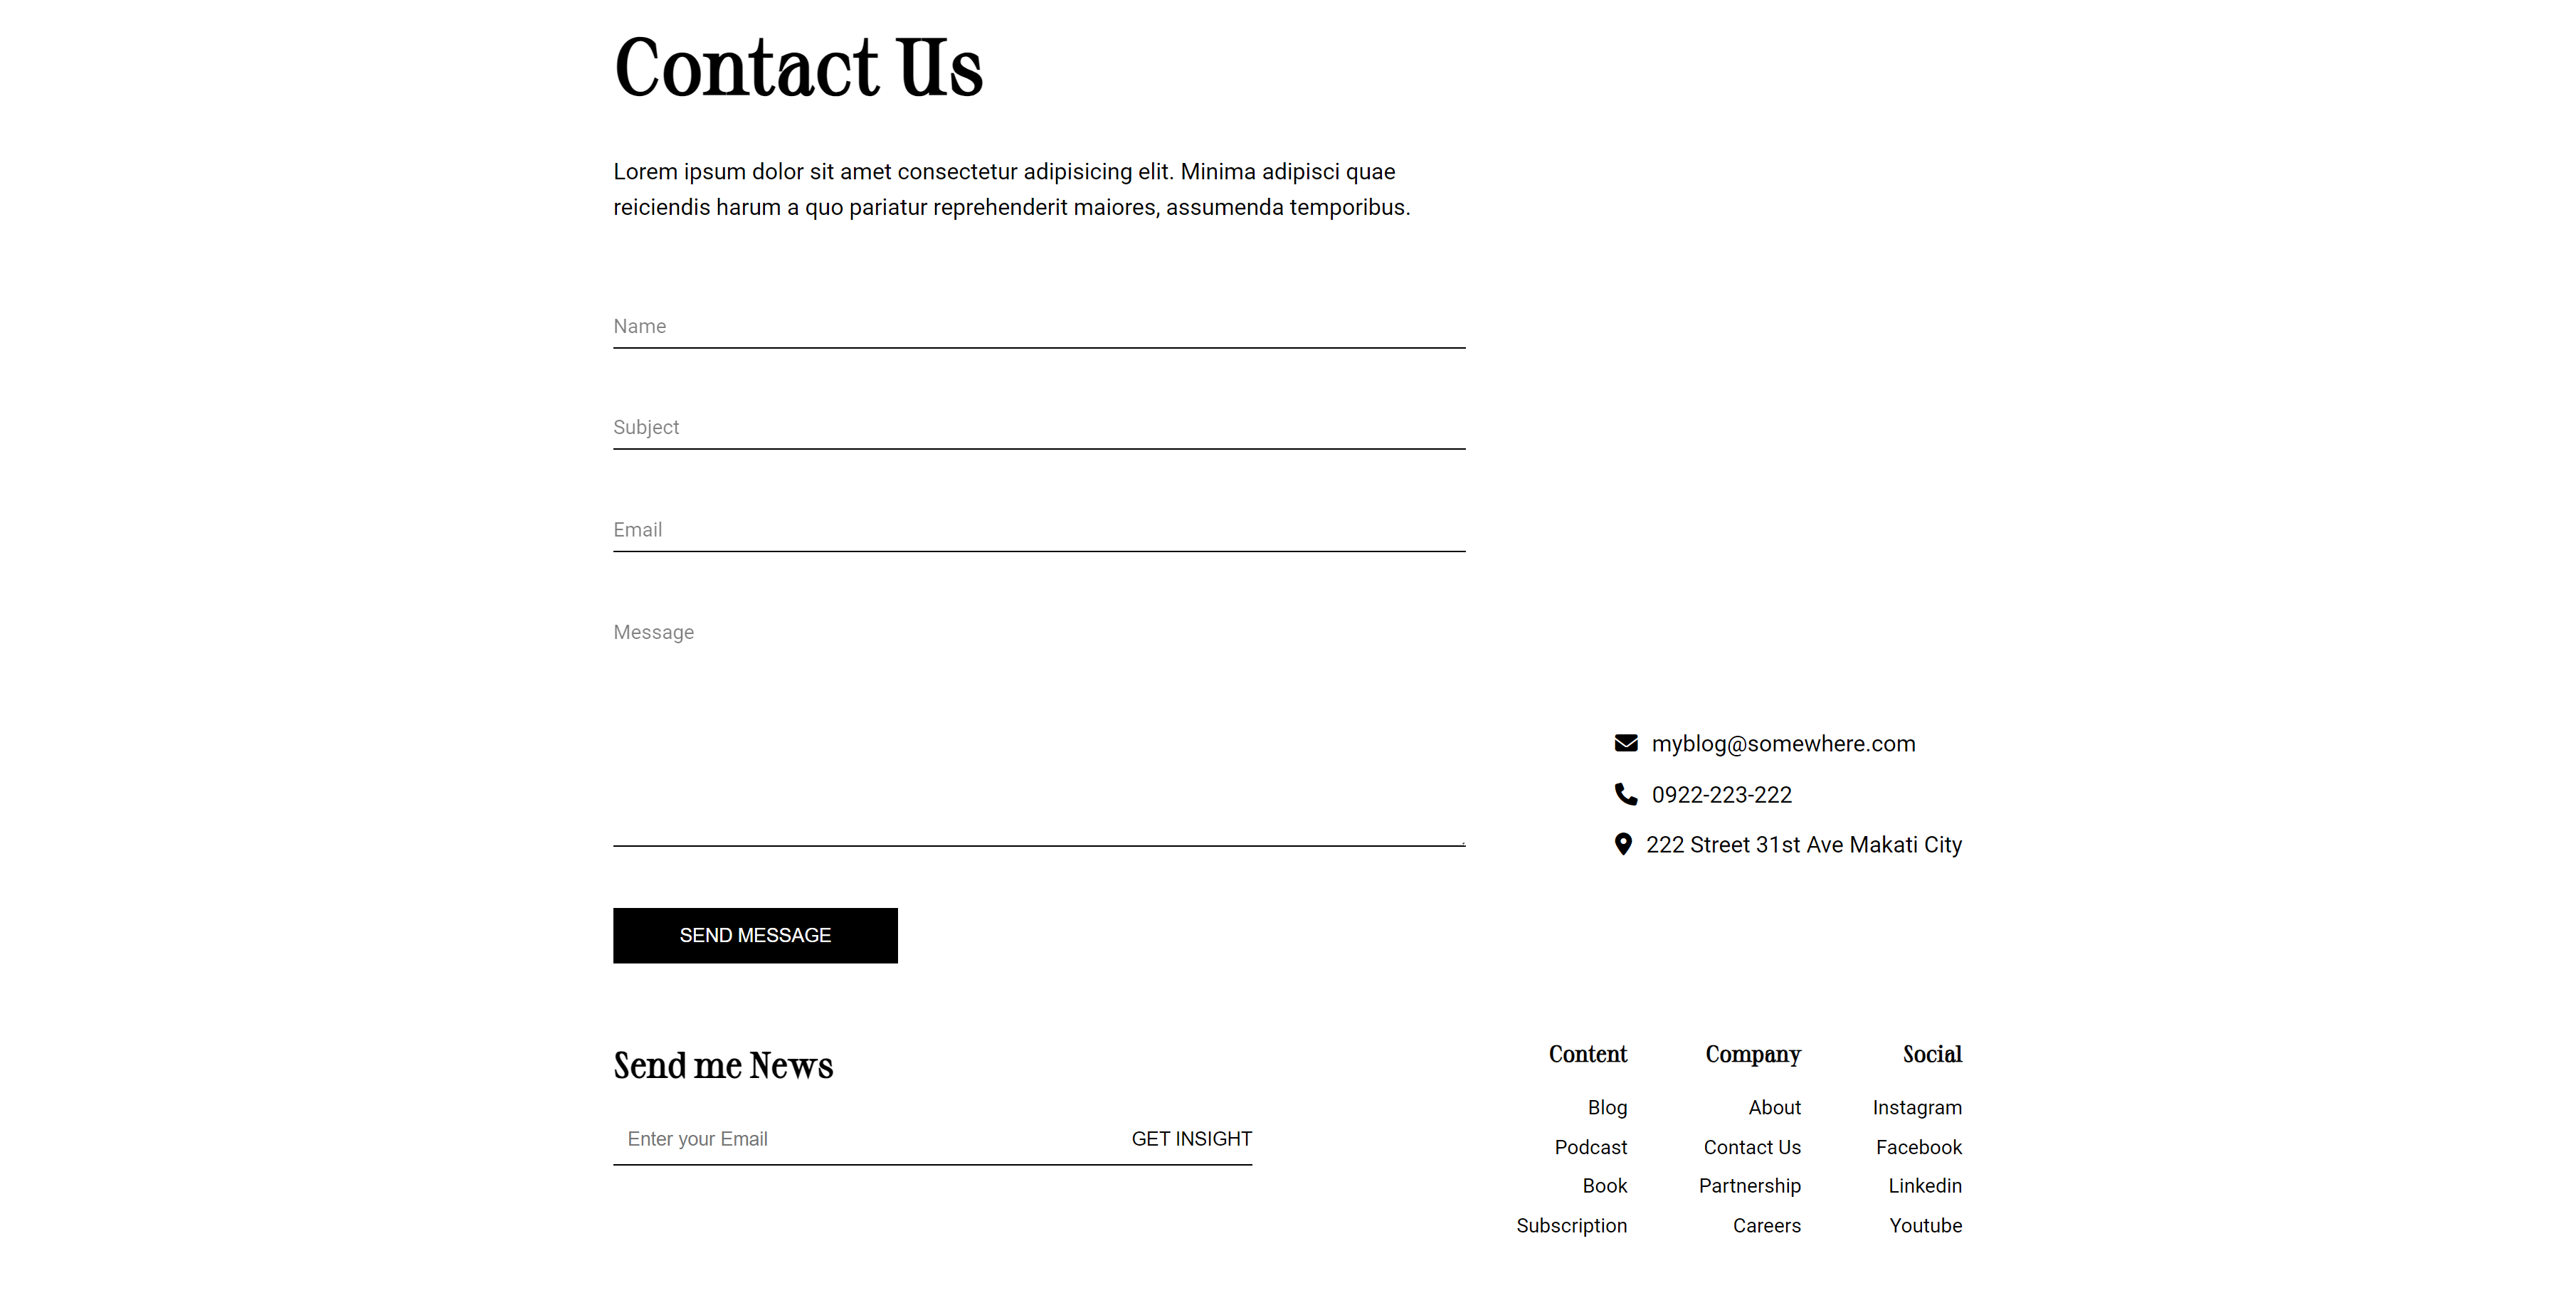 Contact Us
Lorem ipsum dolor sit amet consectetur adipisicing elit. Minima adipisci quae
reiciendis harum a quo pariatur reprehenderit maiores, assumenda temporibus.
Name
Subject
Email
Message
myblog@somewhere.com
0922-223-222
222 Street 31st Ave Makati City
SEND MESSAGE
Send me News
Enter your Email
GET INSIGHT
Content
Blog
Podcast
Book
Subscription
Company
About
Contact Us
Partnership
Careers
Social
Instagram
Facebook
Linkedin
Youtube